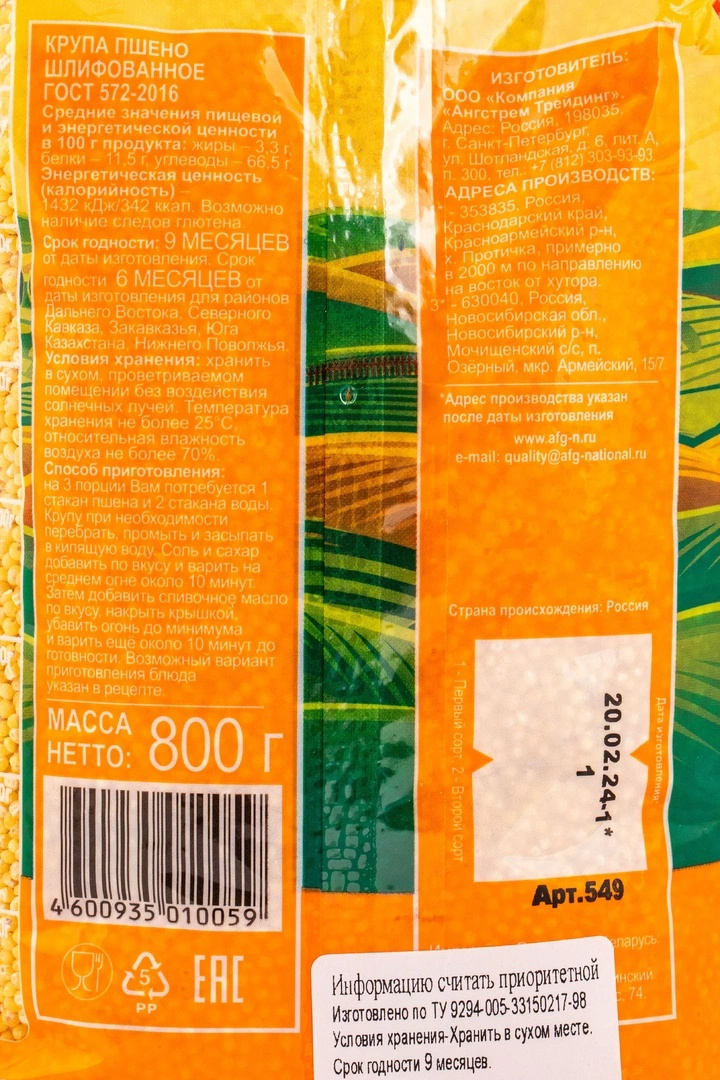 КРУПА ПШЕНО
ШЛИФОВАННОЕ
ГОСТ 572-2016
Средние значения пищевой
и энергетической ценности
в 100 г продукта: жиры – 3,3 г,
белки – 11,5 г, углеводы – 66,5 г
Энергетическая ценность
(калорийность) –
1432 кДж/342 ккал. Возможно
наличие следов глютена
Срок годности: 9 МЕСЯЦЕВ
от даты изготовления. Срок
годности 6 МЕСЯЦЕВ от
даты изготовления для районов
Дальнего Востока, Северного
Кавказа, Закавказья, Юга
Казахстана, Нижнего Поволжья.
Условия хранения: хранить
в сухом, проветриваемом
помещении без воздействия
солнечных лучей. Температура
хранения не более 25°С,
относительная влажность
воздуха не более 70%.
Способ приготовления:
на 3 порции Вам потребуется 1
стакан пшена и 2 стакана воды.
Крупу при необходимости
перебрать, промыть и засыпать
в кипящую воду. Соль и сахар
добавить по вкусу и варить на
среднем огне около 10 минут.
Затем добавить сливочное масло
по вкусу, накрыть крышкой,
убавить огонь до минимума
и варить еще около 10 минут до
готовности. Возможный вариант
приготовления блюда
указан в рецепте.
МАССА
НЕТТО: 800 г
4 600935 010059
5
PP
ЕАС
ИЗГОТОВИТЕЛЬ:
ООО «Компания
«Ангстрем Трейдинг».
Адрес: Россия, 198035,
г. Санкт-Петербург,
ул. Шотландская, д. 6, лит. А,
п. 300, тел.: +7 (812) 303-93-93
АДРЕСА ПРОИЗВОДСТВ:
- 353835, Россия,
Краснодарский край,
Красноармейский р-н,
х. Протичка, примерно
в 2000 м по направлению
на восток от хутора.
3* - 630040, Россия,
Новосибирская обл.,
Новосибирский р-н,
Мочищенский с/с, п.
Озёрный, мкр. Армейский, 15/7
*Адрес производства указан
после даты изготовления
www.afg-n.ru
e-mail: quality@afg-national.ru
Страна происхождения: Россия
1 - Первый сорт, 2 - Второй сорт
20.02.24-1*
1
Дата изготовления:
Арт.549
еларусь.
инский
с, 74.
Информацию считать приоритетной
Изготовлено по ТУ 9294-005-33150217-98
Условия хранения-Хранить в сухом месте.
Срок годности 9 месяцев.